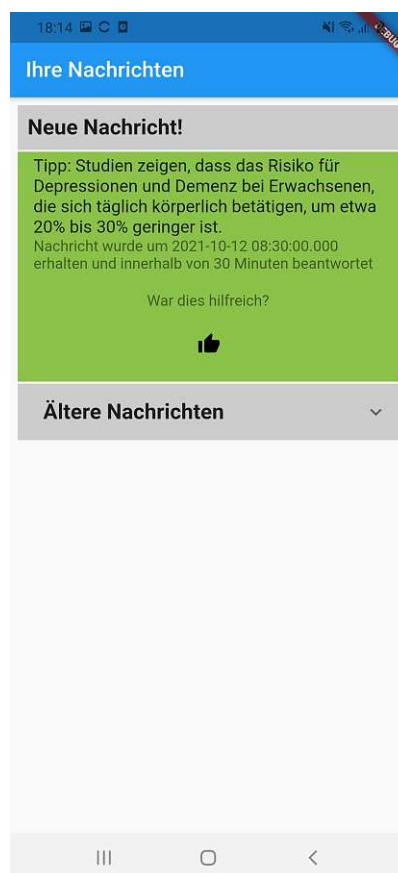 18:14
DEBUG
Ihre Nachrichten
Neue Nachricht!
Tipp: Studien zeigen, dass das Risiko für
Depressionen und Demenz bei Erwachsenen,
die sich täglich körperlich betätigen, um etwa
20% bis 30% geringer ist.
Nachricht wurde um 2021-10-12 08:30:00.000
erhalten und innerhalb von 30 Minuten beantwortet
War dies hilfreich?
Ältere Nachrichten